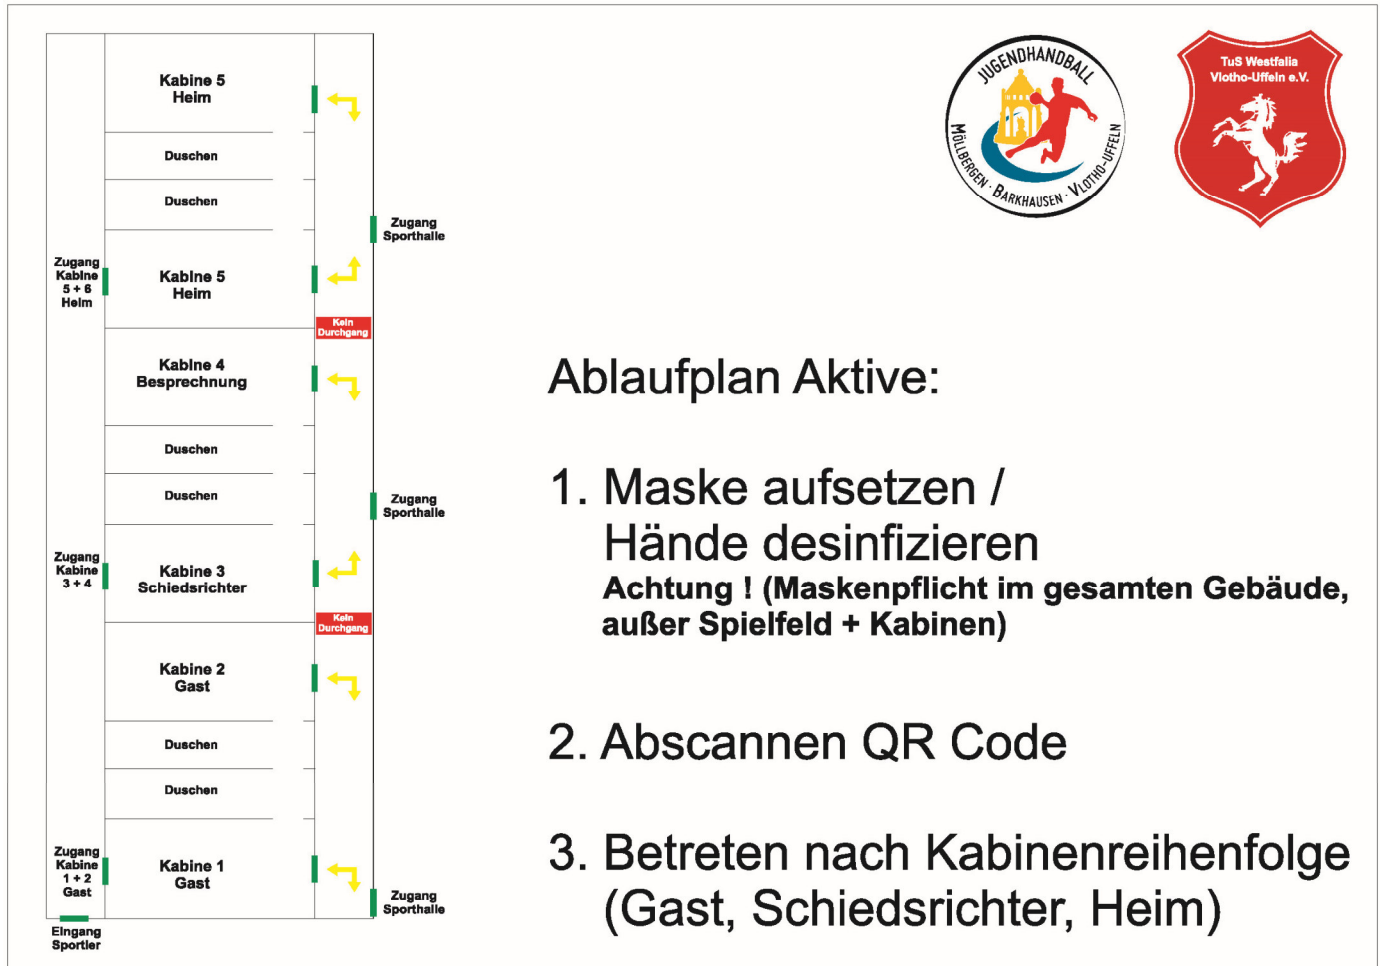 Kabine 5
Heim
Duschen
Duschen
Zugang
Sporthalle
Zugang
Kabine
5 + 6
Heim
Kabine 5
Heim
Kein
Durchgang
Kabine 4
Besprechnung
Duschen
Duschen
Zugang
Sporthalle
Zugang
Kabine
3 + 4
Kabine 3
Schiedsrichter
Kein
Durchgang
Kabine 2
Gast
Duschen
Duschen
Zugang
Kabine
1 + 2
Gast
Kabine 1
Gast
Zugang
Sporthalle
Eingang
Sportler
JUGENDHANDBALL
MÖLLBERGEN · BARKHAUSEN · VLOTHO-UFFELN
TuS Westfalia
Vlotho-Uffeln e.V.
Ablaufplan Aktive:
1. Maske aufsetzen /
Hände desinfizieren
Achtung ! (Maskenpflicht im gesamten Gebäude,
außer Spielfeld + Kabinen)
2. Abscannen QR Code
3. Betreten nach Kabinenreihenfolge
(Gast, Schiedsrichter, Heim)